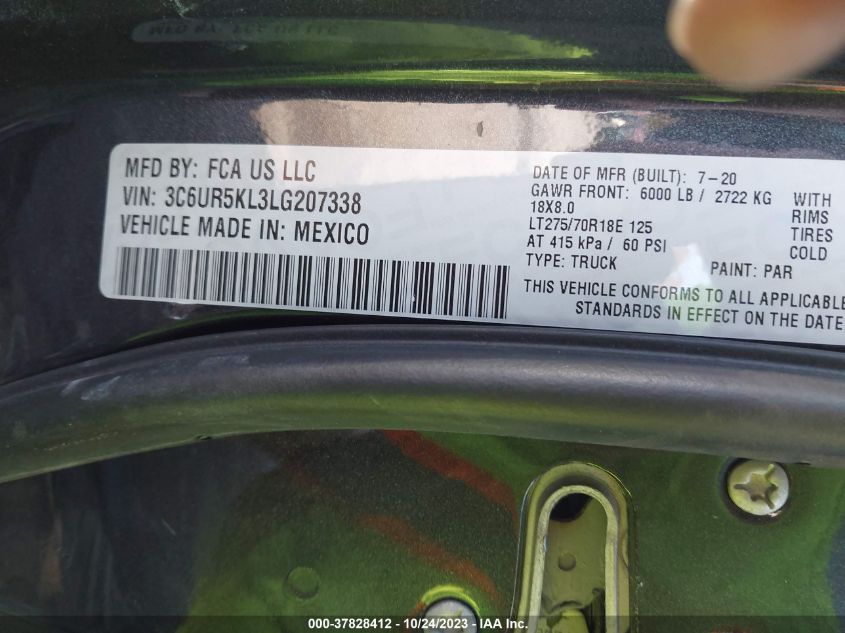 MFD BY: FCA US LLC
VIN: 3C6UR5KL3LG207338
VEHICLE MADE IN: MEXICO
DATE OF MFR (BUILT): 7-20
GAWR FRONT: 6000 LB / 2722 KG WITH
18X8.0 RIMS
LT275/70R18E 125 TIRES
AT 415 kPa / 60 PSI COLD
TYPE: TRUCK PAINT: PAR
THIS VEHICLE CONFORMS TO ALL APPLICABLE
STANDARDS IN EFFECT ON THE DATE
000-37828412 - 10/24/2023 - IAA Inc.